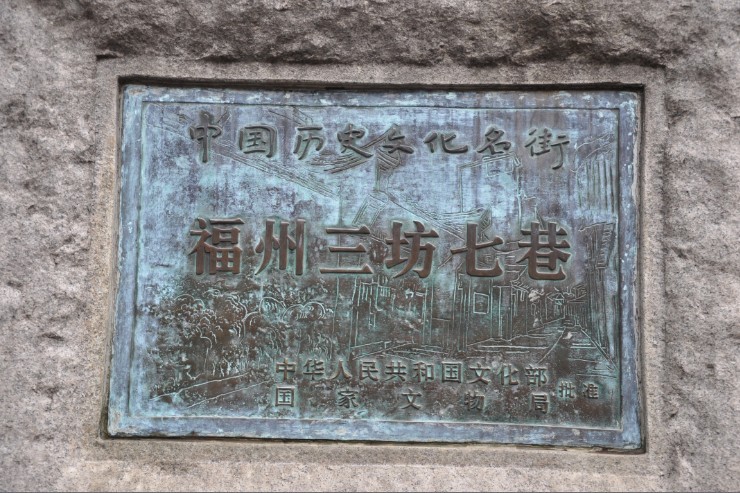 中国历史文化名街
福州三坊七巷
中华人民共和国文化部
国家文物局 批准